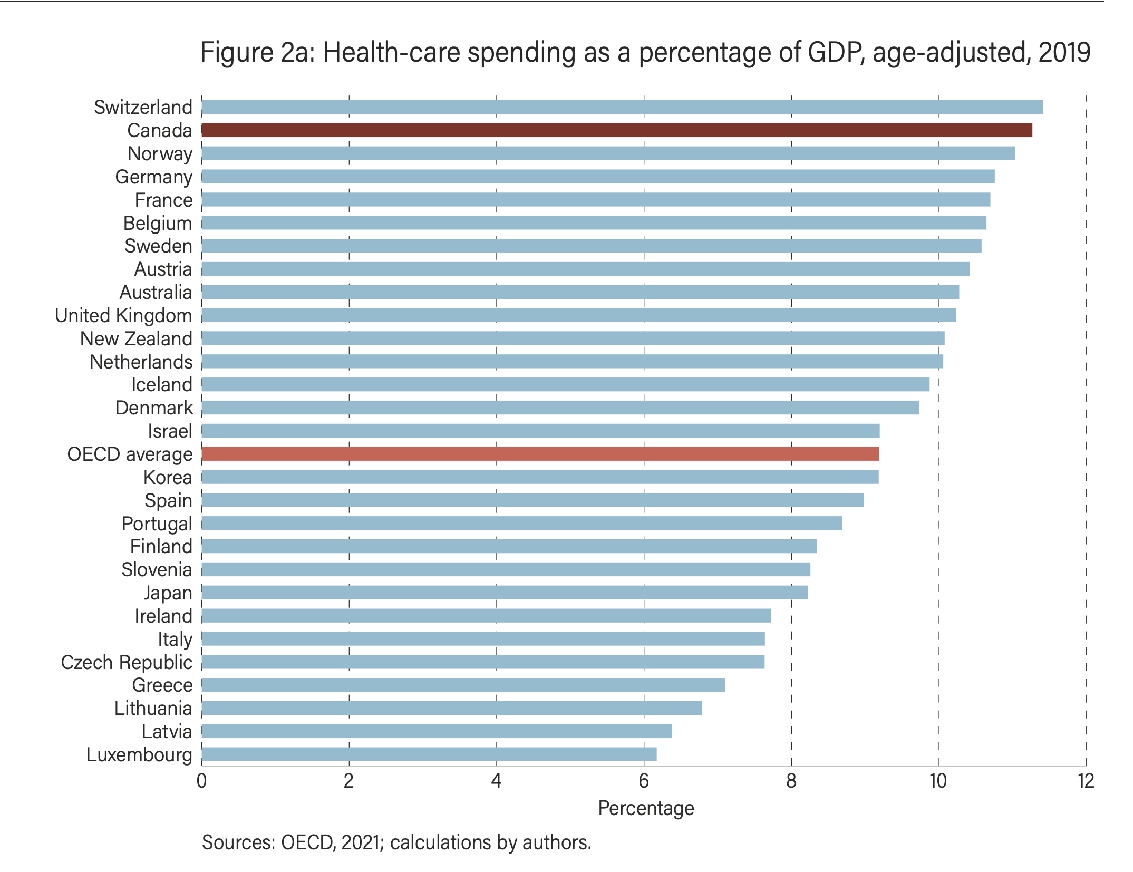 Figure 2a: Health-care spending as a percentage of GDP, age-adjusted, 2019
Switzerland
Canada
Norway
Germany
France
Belgium
Sweden
Austria
Australia
United Kingdom
New Zealand
Netherlands
Iceland
Denmark
Israel
OECD average
Korea
Spain
Portugal
Finland
Slovenia
Japan
Ireland
Italy
Czech Republic
Greece
Lithuania
Latvia
Luxembourg
0 2 4 6 8 10 12
Percentage
Sources: OECD, 2021; calculations by authors.